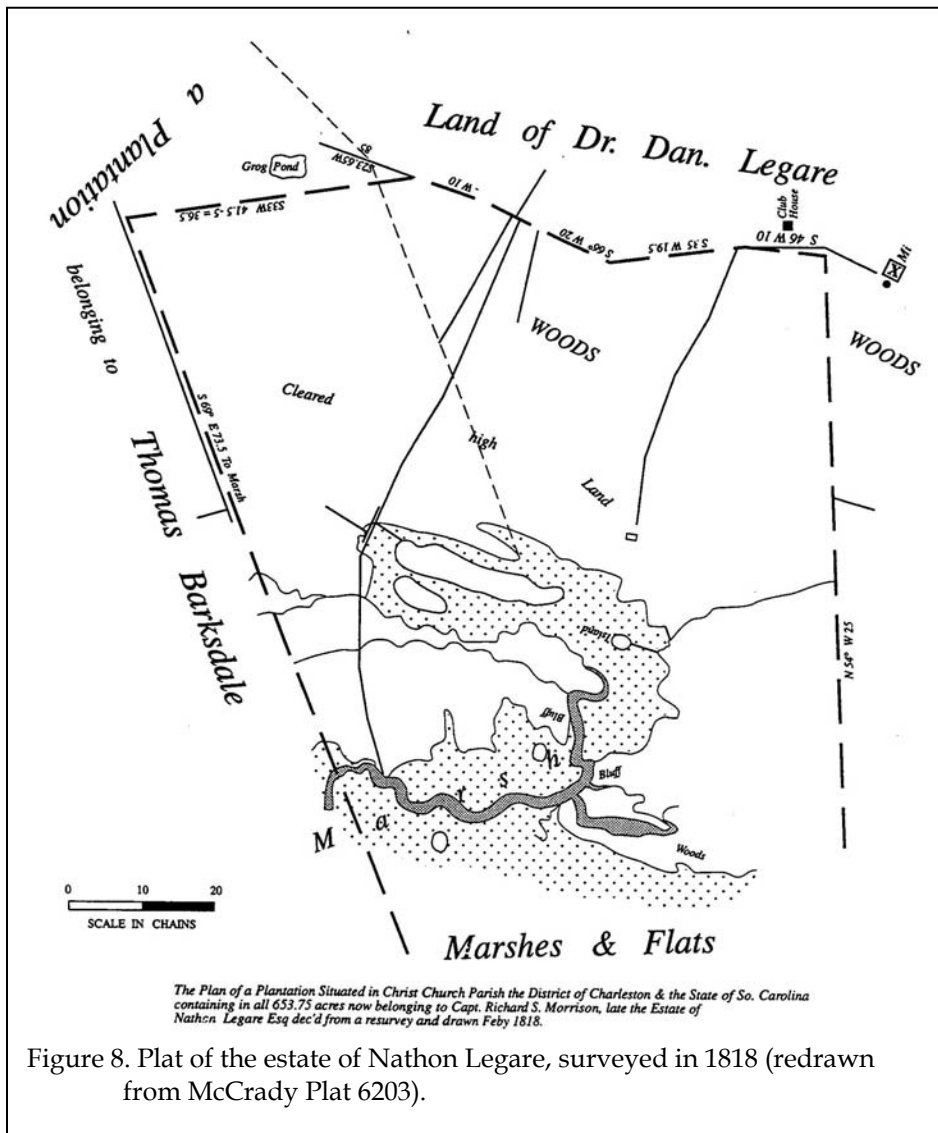 a Plantation
belonging to
Thomas Barksdale
Land of Dr. Dan. Legare
Grog Pond
85
S23.65W
- W 10
S33W 41.5 -5 = 36.5
S 66° W 20
S 35 W 19.5
S 46 W 10
Club
House
X
Mi
WOODS
WOODS
Cleared
high
Land
S 69° E 73.5 To Marsh
N 54° W 25
Island
Bluff
Bluff
Woods
Marsh
0 10 20
SCALE IN CHAINS
Marshes & Flats
The Plan of a Plantation Situated in Christ Church Parish the District of Charleston & the State of So. Carolina
containing in all 653.75 acres now belonging to Capt. Richard S. Morrison, late the Estate of
Nathon Legare Esq dec'd from a resurvey and drawn Feby 1818.
Figure 8. Plat of the estate of Nathon Legare, surveyed in 1818 (redrawn
from McCrady Plat 6203).